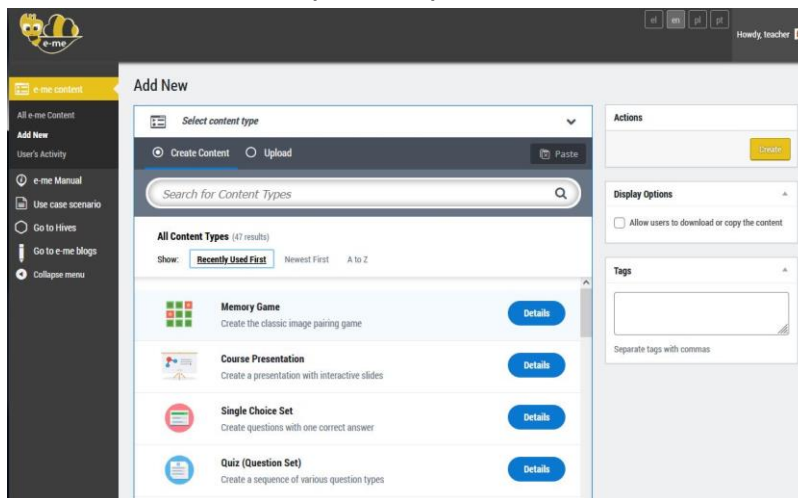 e-me
el en pl pt
Howdy, teacher
e-me content
All e-me Content
Add New
User's Activity
e-me Manual
Use case scenario
Go to Hives
Go to e-me blogs
Collapse menu
Add New
Select content type
Create Content Upload Paste
Search for Content Types
All Content Types (47 results)
Show: Recently Used First Newest First A to Z
Memory Game
Create the classic image pairing game
Details
Course Presentation
Create a presentation with interactive slides
Details
Single Choice Set
Create questions with one correct answer
Details
Quiz (Question Set)
Create a sequence of various question types
Details
Actions
Create
Display Options
Allow users to download or copy the content
Tags
Separate tags with commas